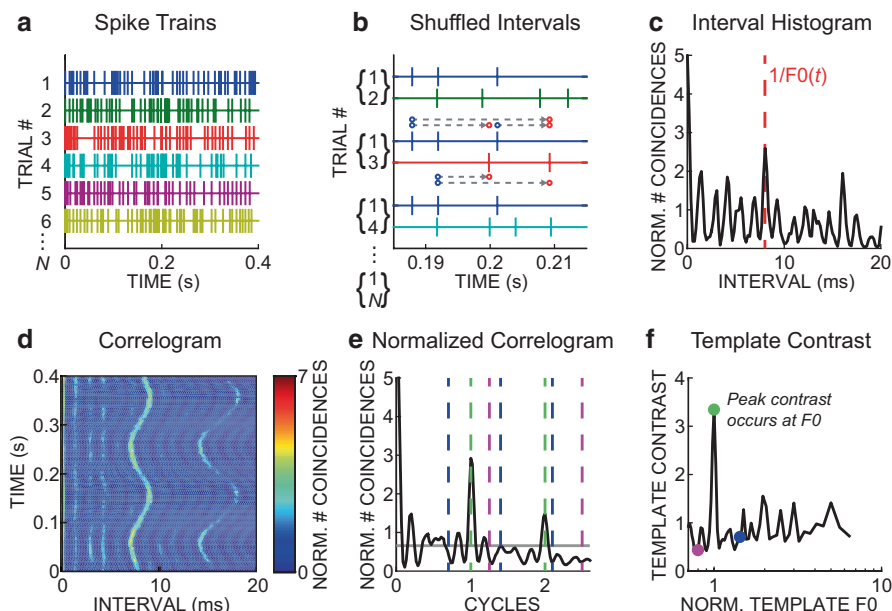 a Spike Trains
TRIAL #
1
2
3
4
5
6
N
0 0.2 0.4
TIME (s)
b Shuffled Intervals
TRIAL #
{1 2}
{1 3}
{1 4}
{1 N}
0.19 0.2 0.21
TIME (s)
c Interval Histogram
NORM. # COINCIDENCES
5
4
3
2
1
0
1/F0(t)
0 10 20
INTERVAL (ms)
d Correlogram
TIME (s)
0.4
0.3
0.2
0.1
0
0 10 20
INTERVAL (ms)
7
0
NORM. # COINCIDENCES
e Normalized Correlogram
NORM. # COINCIDENCES
5
4
3
2
1
0
0 1 2
CYCLES
f Template Contrast
TEMPLATE CONTRAST
4
3
2
1
0
Peak contrast
occurs at F0
1 10
NORM. TEMPLATE F0